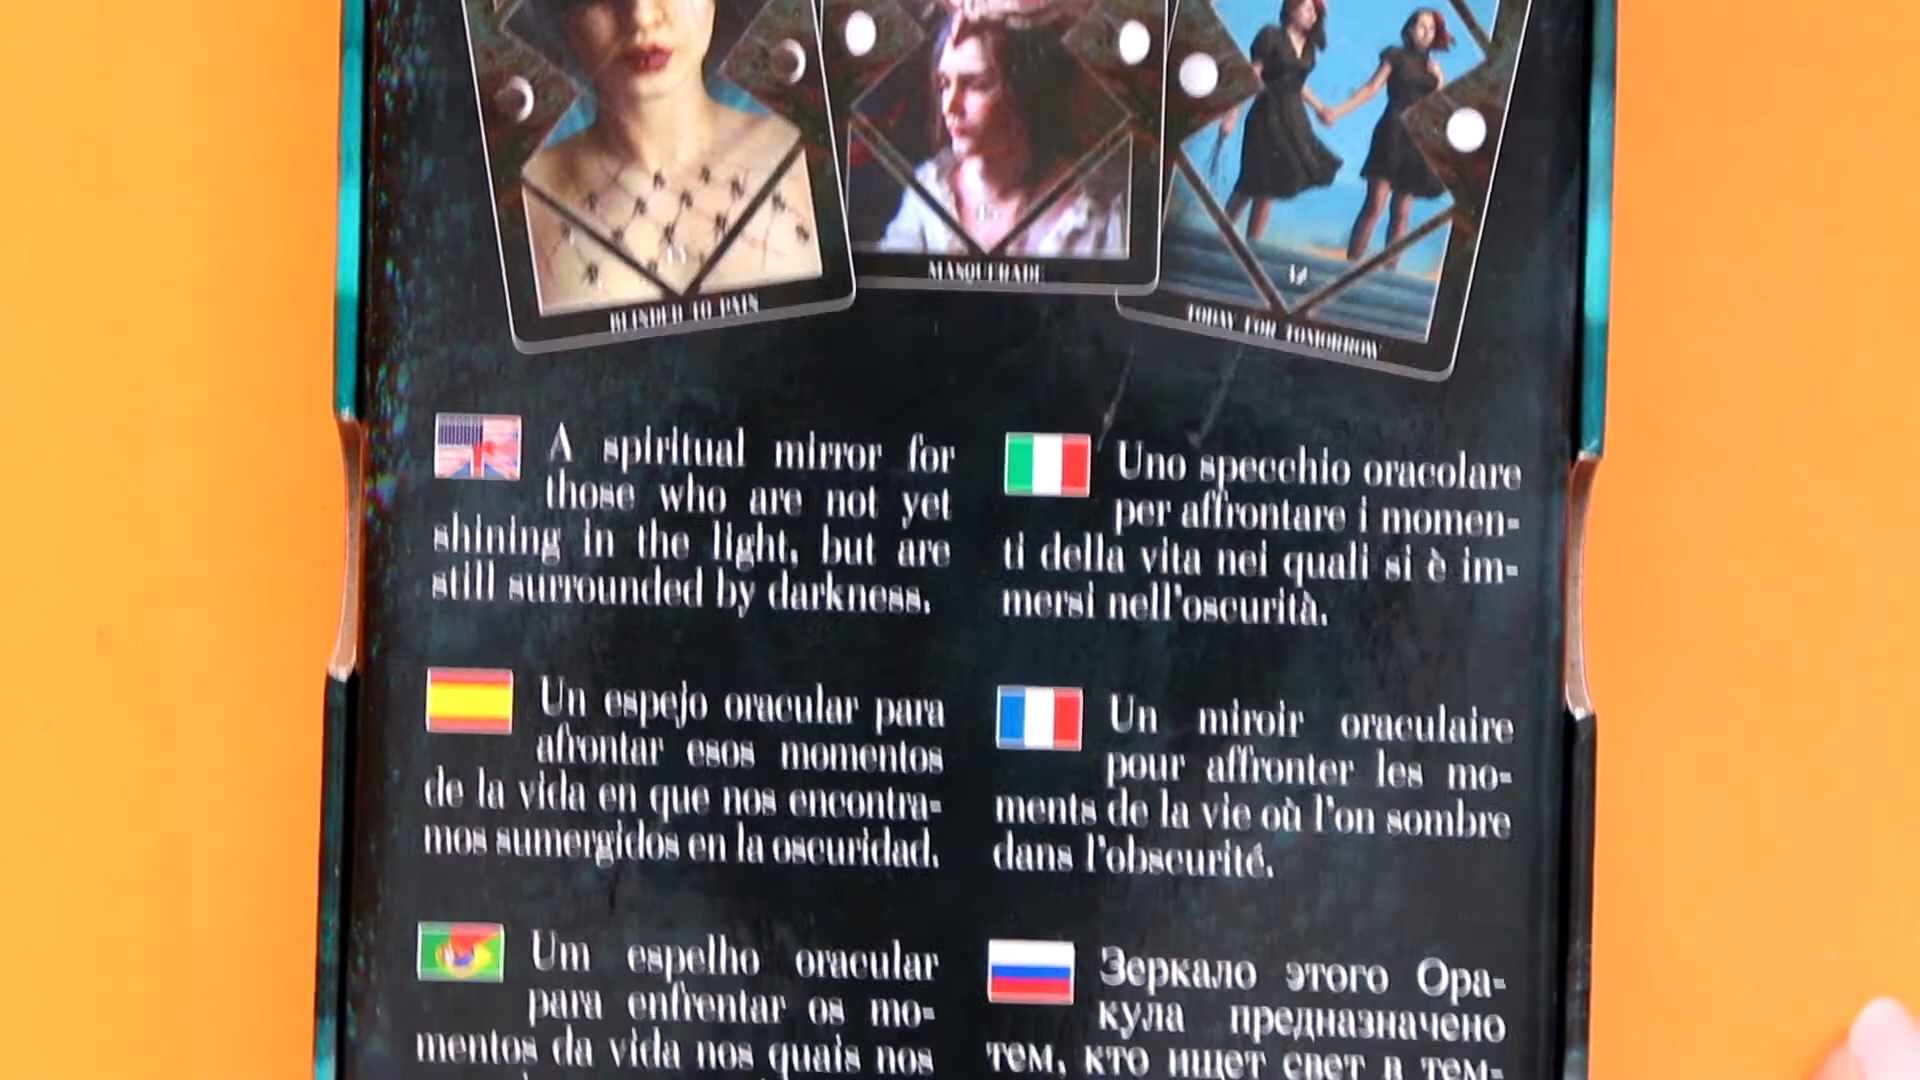 BLINDED TO PAIN
MASQUERADE
TODAY FOR TOMORROW
A spiritual mirror for
those who are not yet
shining in the light, but are
still surrounded by darkness.
Uno specchio oracolare
per affrontare i momen-
ti della vita nei quali si è im-
mersi nell'oscurità.
Un espejo oracular para
afrontar esos momentos
de la vida en que nos encontra-
mos sumergidos en la oscuridad.
Un miroir oraculaire
pour affronter les mo-
ments de la vie où l'on sombre
dans l'obscurité.
Um espelho oracular
para enfrentar os mo-
mentos da vida nos quais nos
Зеркало этого Ора-
кула предназначено
тем, кто ищет свет в тем-